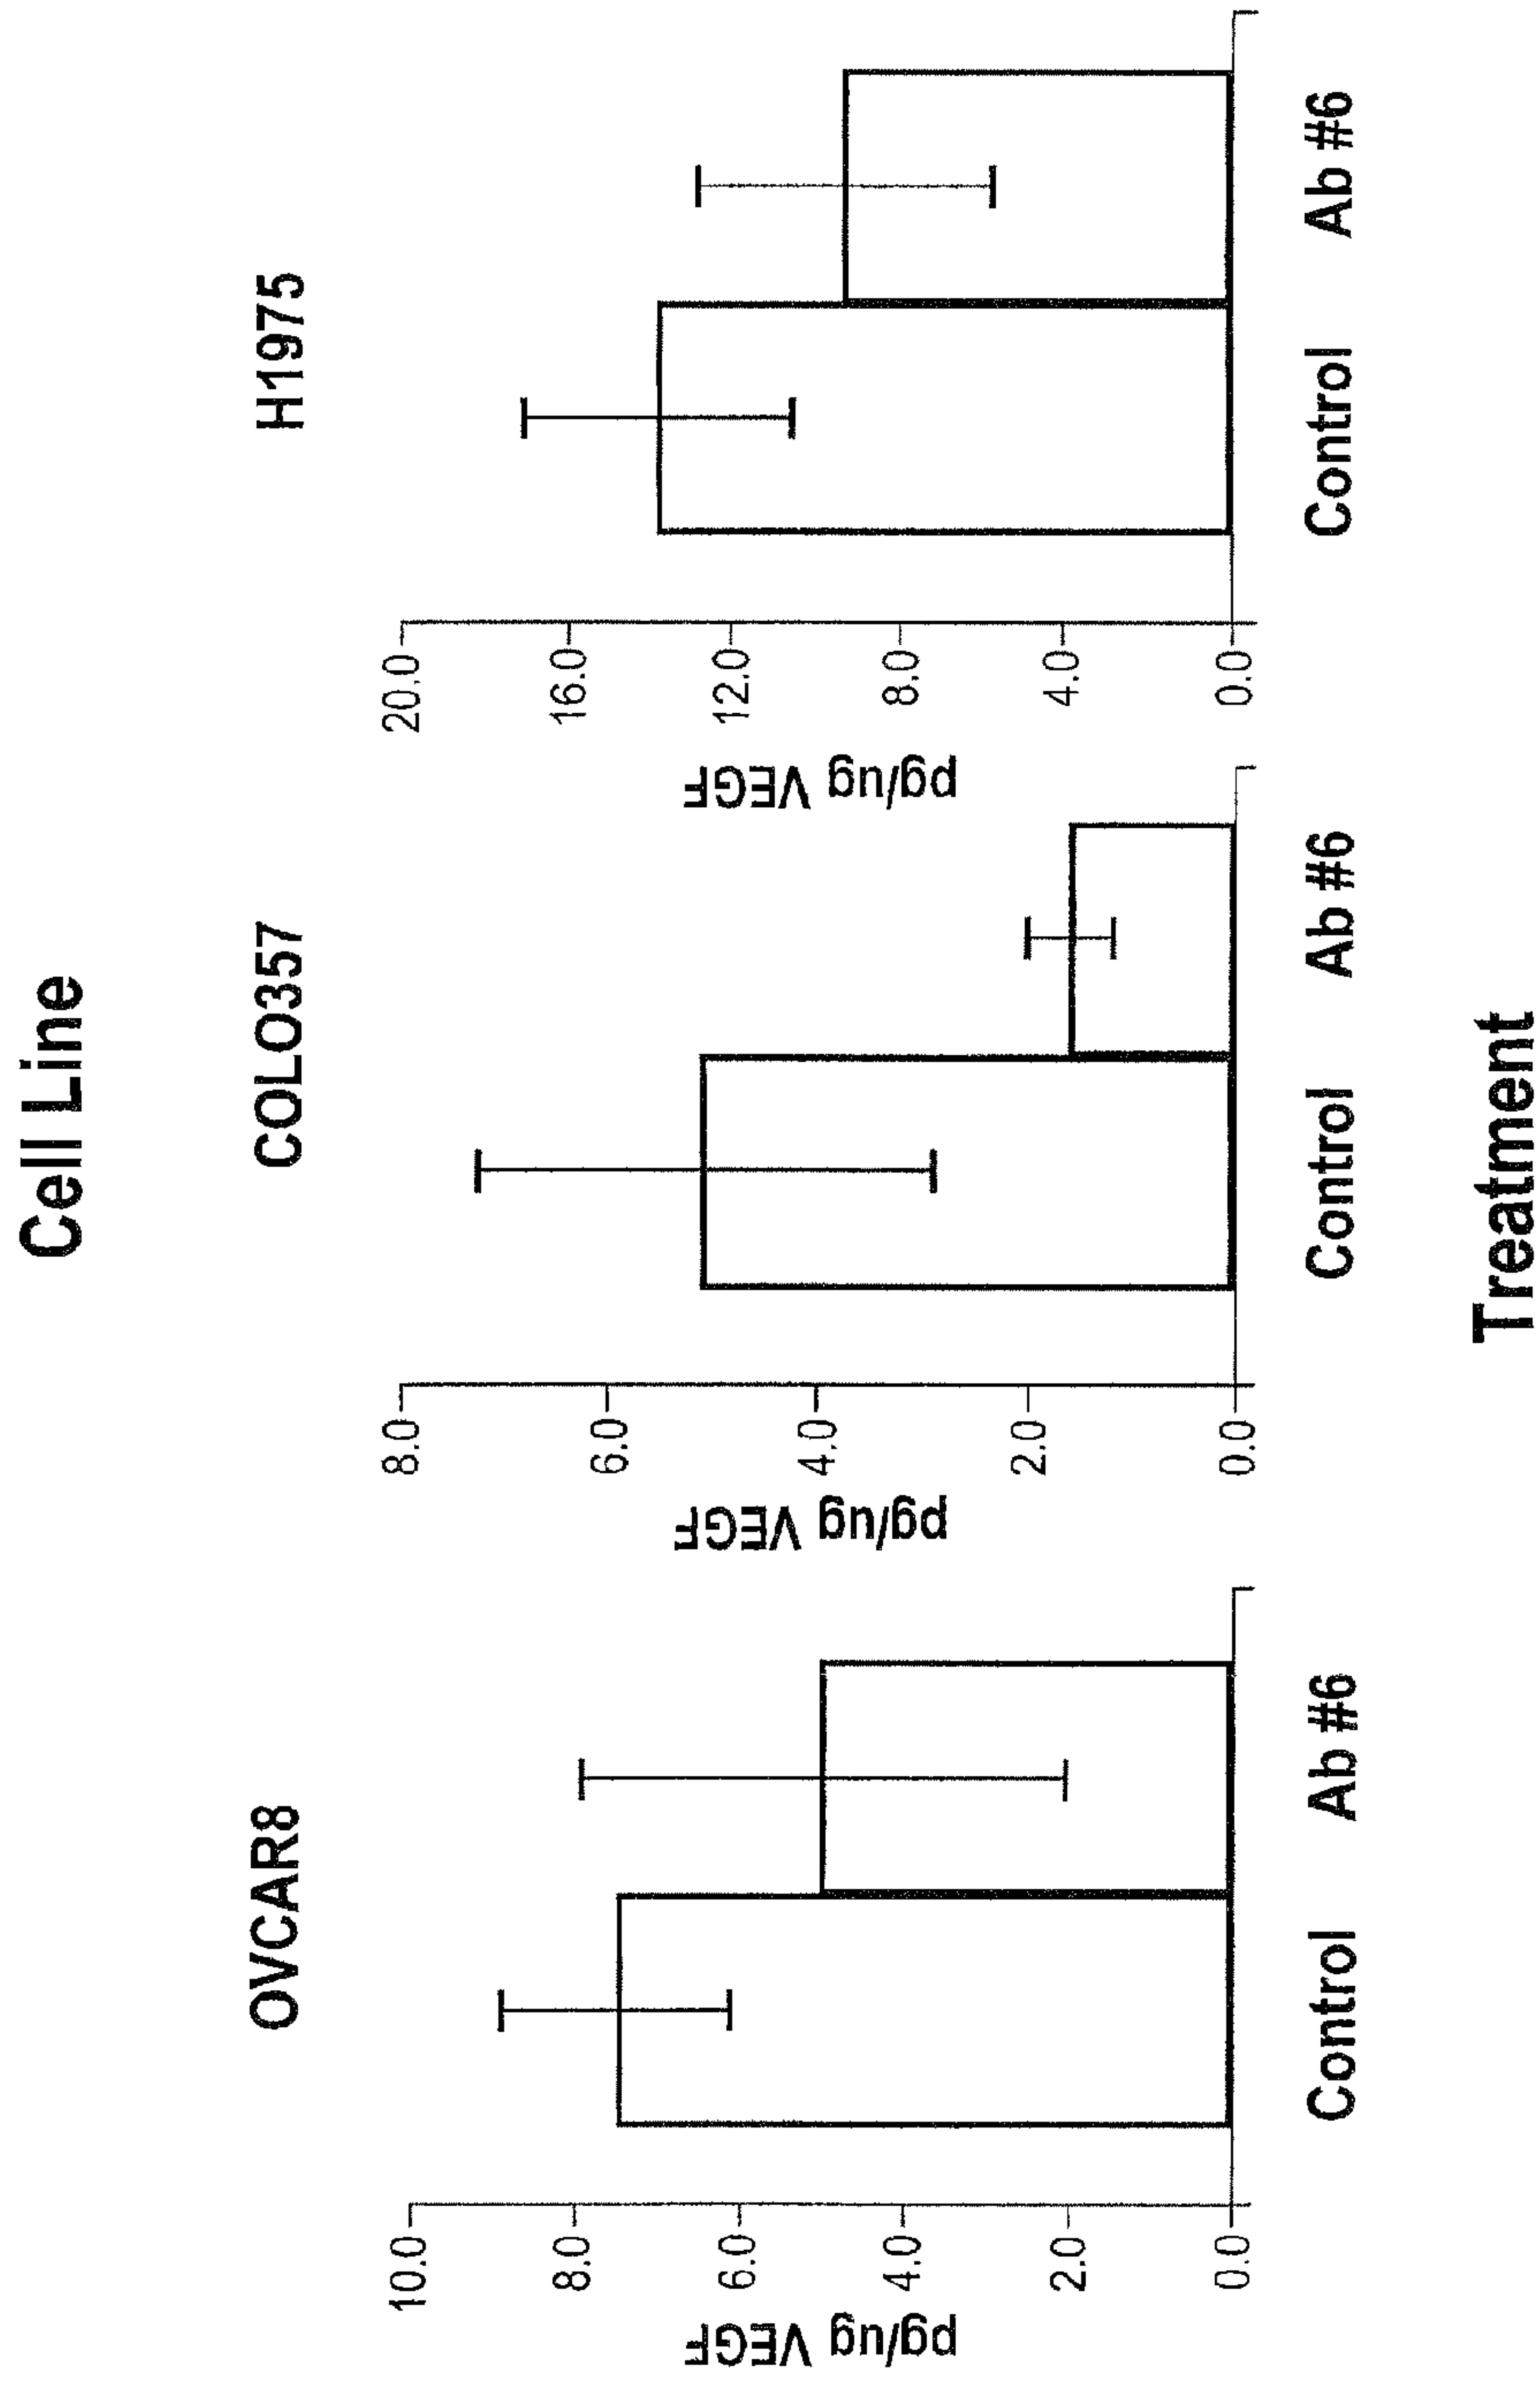 Cell Line
OVCAR8
pg/ug VEGF
10.0
8.0
6.0
4.0
2.0
0.0
Control
Ab #6
COLO357
pg/ug VEGF
8.0
6.0
4.0
2.0
0.0
Control
Ab #6
H1975
pg/ug VEGF
20.0
16.0
12.0
8.0
4.0
0.0
Control
Ab #6
Treatment